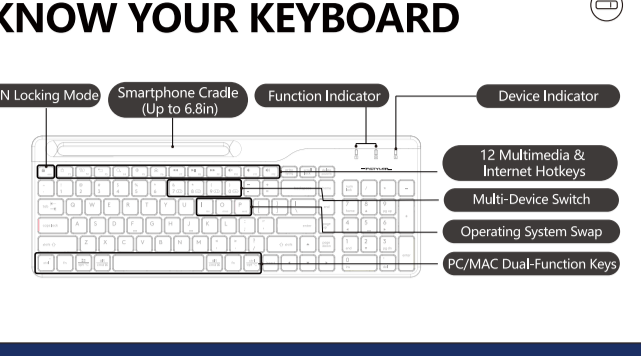 KNOW YOUR KEYBOARD
N Locking Mode
Smartphone Cradle
(Up to 6.8in)
Function Indicator
Device Indicator
12 Multimedia &
Internet Hotkeys
Multi-Device Switch
Operating System Swap
PC/MAC Dual-Function Keys
Q W E R T Y U
Z X C V B N M